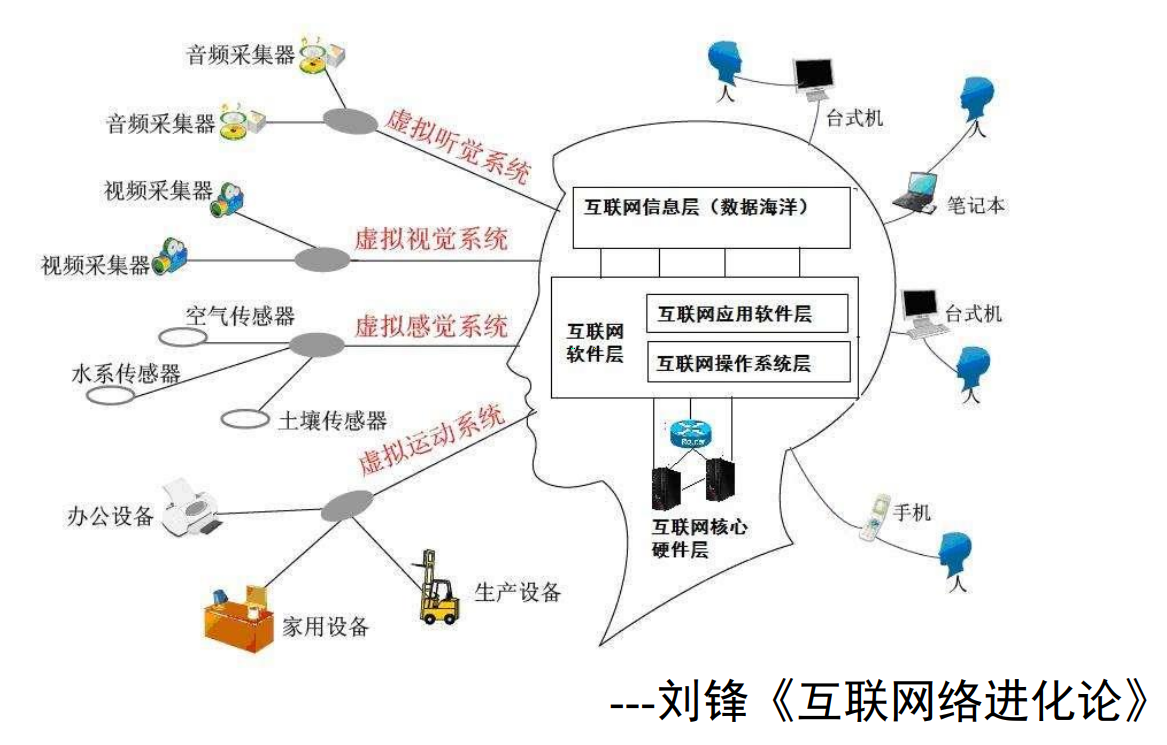 音频采集器
音频采集器
虚拟听觉系统
视频采集器
视频采集器
虚拟视觉系统
空气传感器
水系传感器
土壤传感器
虚拟感觉系统
办公设备
家用设备
生产设备
虚拟运动系统
互联网信息层（数据海洋）
互联网
软件层
互联网应用软件层
互联网操作系统层
Router
互联网核心
硬件层
人
台式机
人
笔记本
台式机
人
手机
人
---刘锋《互联网络进化论》